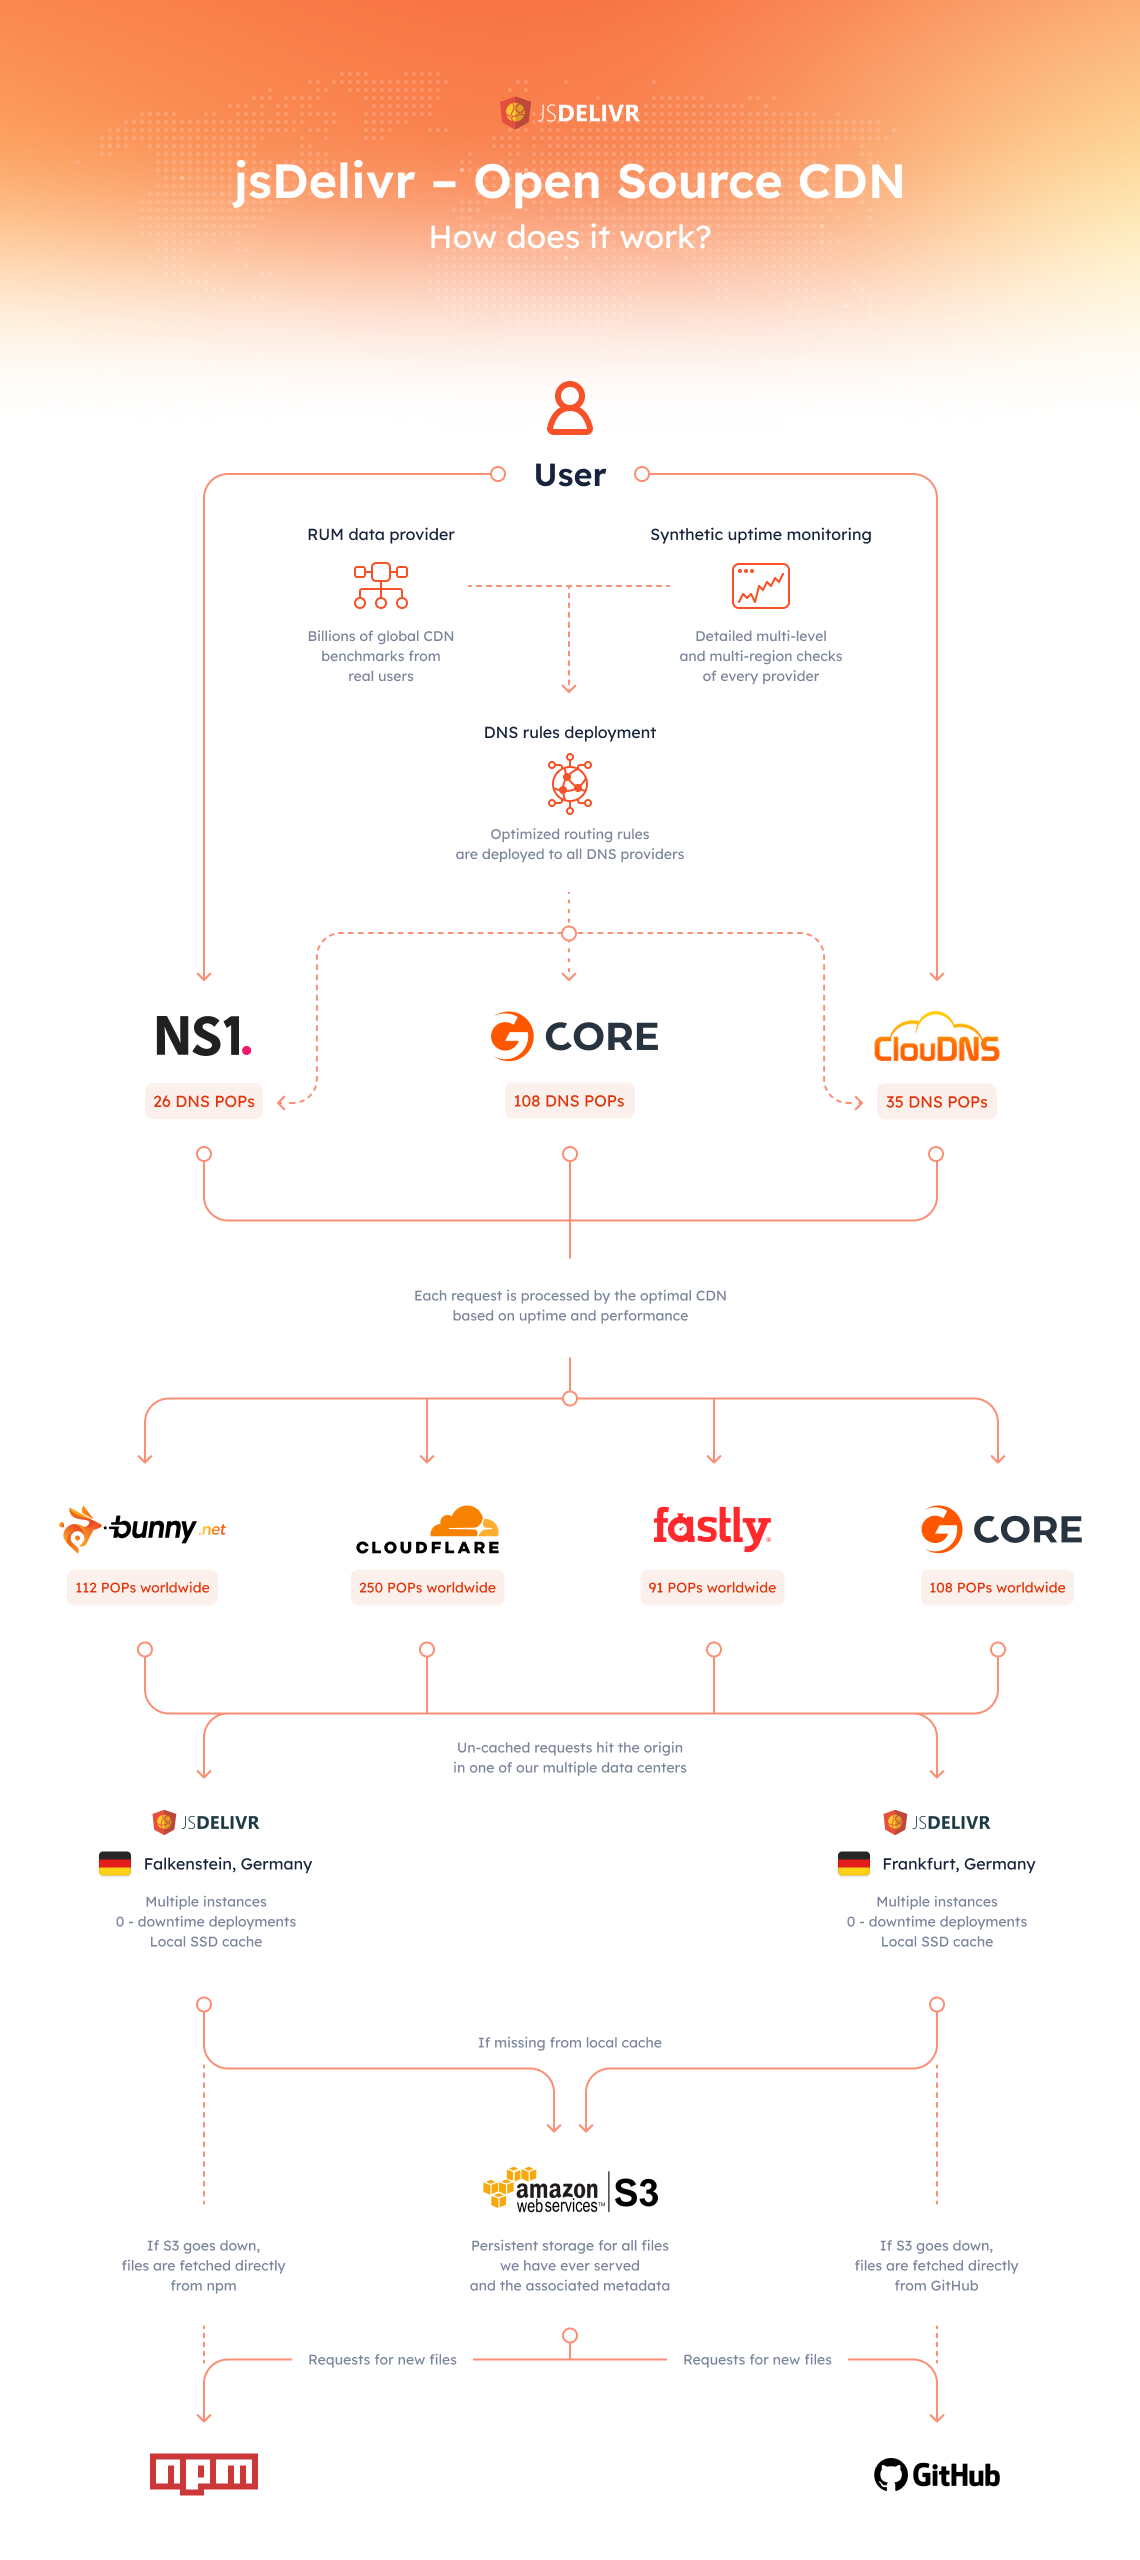 JSDELIVR
jsDelivr – Open Source CDN
How does it work?
User
RUM data provider
Billions of global CDN
benchmarks from
real users
Synthetic uptime monitoring
Detailed multi-level
and multi-region checks
of every provider
DNS rules deployment
Optimized routing rules
are deployed to all DNS providers
NS1.
26 DNS POPs
G CORE
108 DNS POPs
ClouDNS
35 DNS POPs
Each request is processed by the optimal CDN
based on uptime and performance
bunny.net
112 POPs worldwide
CLOUDFLARE
250 POPs worldwide
fastly®
91 POPs worldwide
G CORE
108 POPs worldwide
Un-cached requests hit the origin
in one of our multiple data centers
JSDELIVR
Falkenstein, Germany
Multiple instances
0 - downtime deployments
Local SSD cache
JSDELIVR
Frankfurt, Germany
Multiple instances
0 - downtime deployments
Local SSD cache
If missing from local cache
amazon
web services™
S3
If S3 goes down,
files are fetched directly
from npm
Persistent storage for all files
we have ever served
and the associated metadata
If S3 goes down,
files are fetched directly
from GitHub
Requests for new files
Requests for new files
npm
GitHub